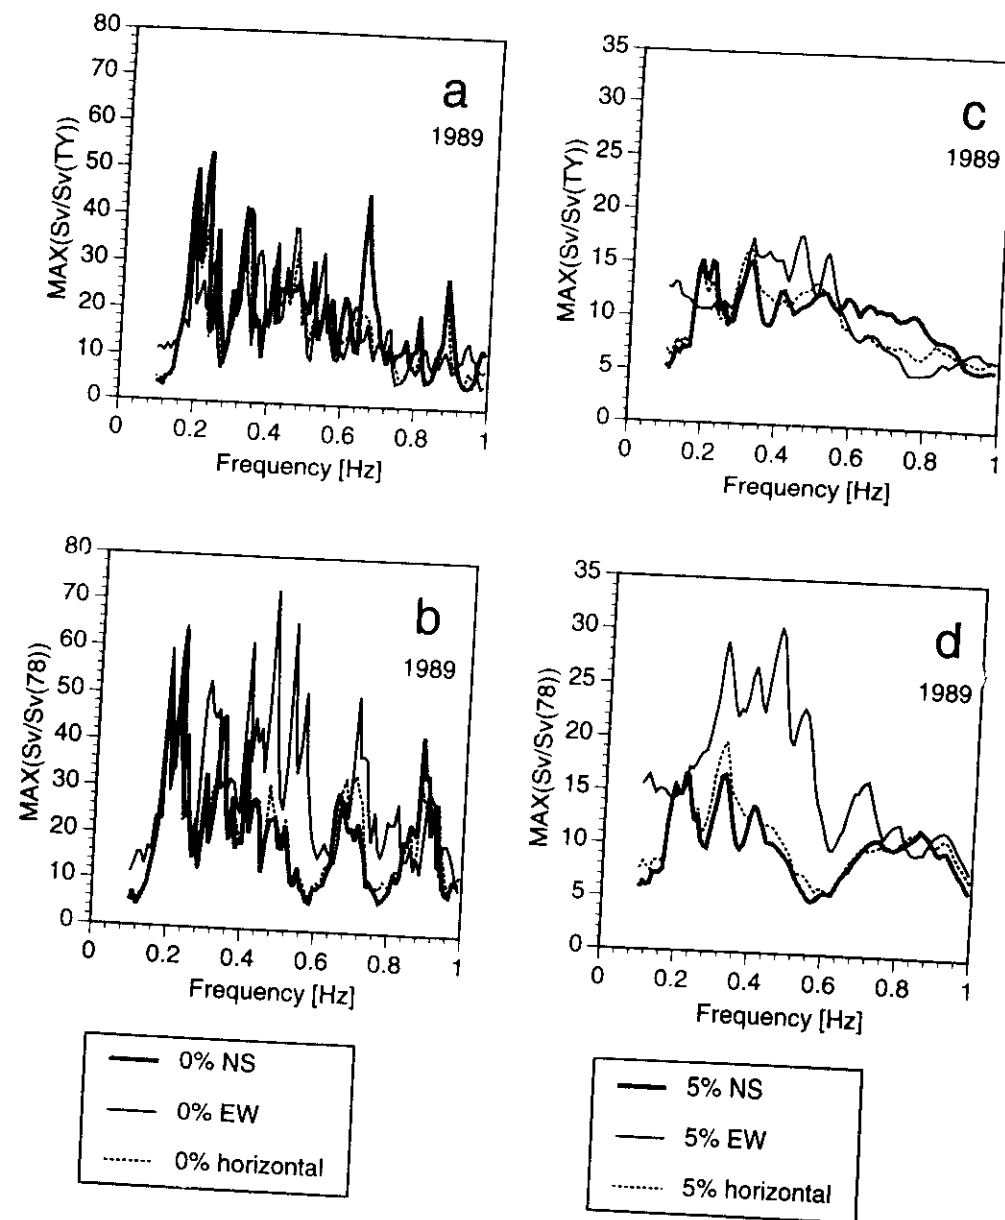 80
70
60
50
40
30
20
10
0
MAX(Sv/Sv(TY))
a
1989
0 0.2 0.4 0.6 0.8 1
Frequency [Hz]
35
30
25
20
15
10
5
0
MAX(Sv/Sv(TY))
c
1989
0 0.2 0.4 0.6 0.8 1
Frequency [Hz]
80
70
60
50
40
30
20
10
0
MAX(Sv/Sv(78))
b
1989
0 0.2 0.4 0.6 0.8 1
Frequency [Hz]
35
30
25
20
15
10
5
0
MAX(Sv/Sv(78))
d
1989
0 0.2 0.4 0.6 0.8 1
Frequency [Hz]
0% NS
0% EW
0% horizontal
5% NS
5% EW
5% horizontal